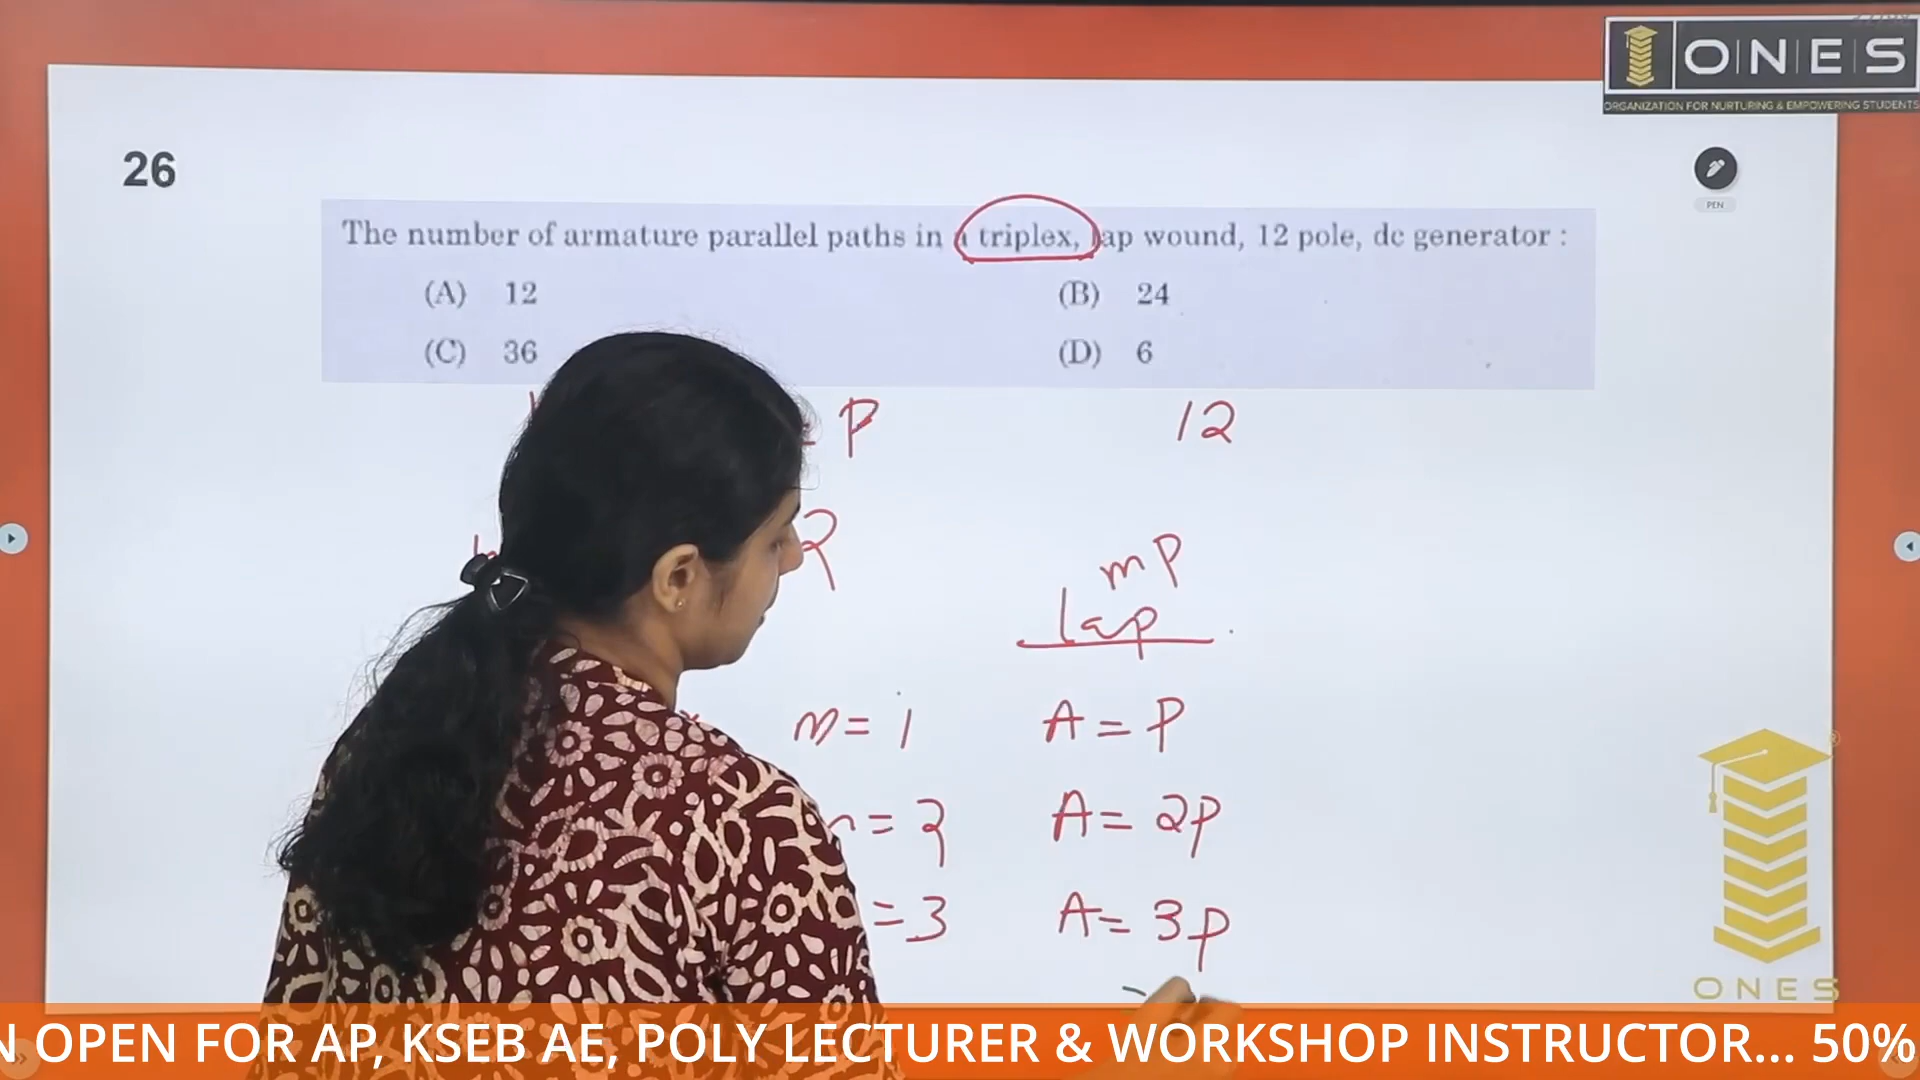 O|N|E|S
ORGANIZATION FOR NURTURING & EMPOWERING STUDENTS
26
PEN
The number of armature parallel paths in a triplex, lap wound, 12 pole, dc generator :
(A) 12 (B) 24
(C) 36 (D) 6
= P 12
2
mP
lap
m = 1 A = P
= 2 A = 2P
= 3 A = 3P
ONES
N OPEN FOR AP, KSEB AE, POLY LECTURER & WORKSHOP INSTRUCTOR... 50%